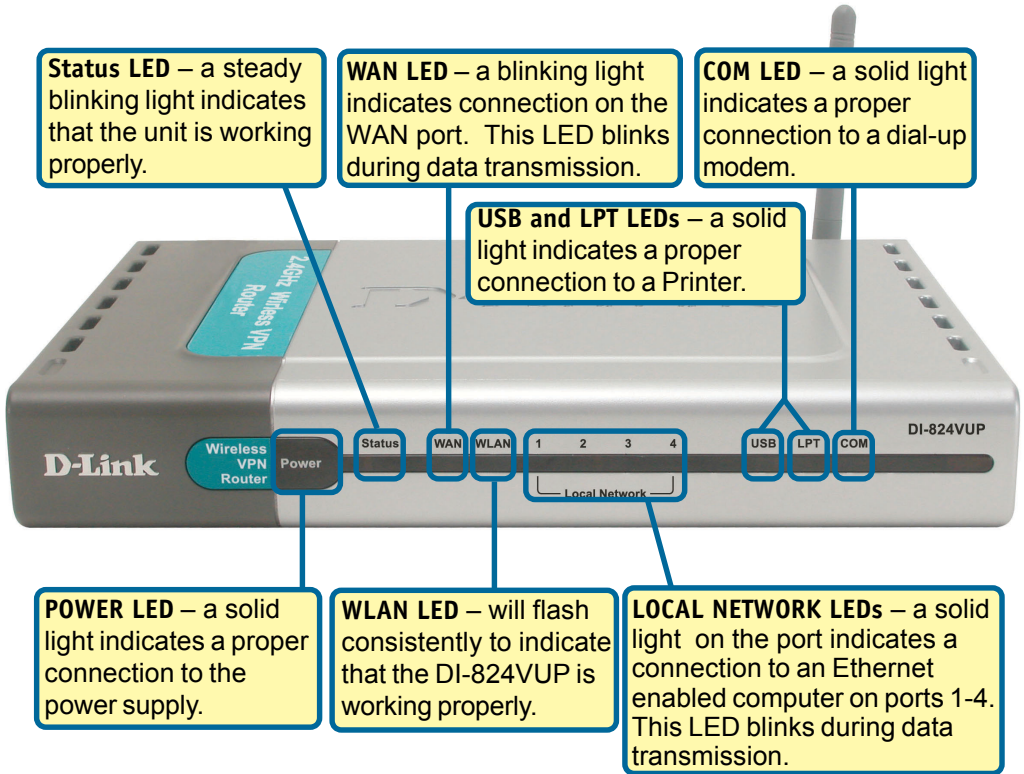 Status LED – a steady
blinking light indicates
that the unit is working
properly.
WAN LED – a blinking light
indicates connection on the
WAN port. This LED blinks
during data transmission.
COM LED – a solid light
indicates a proper
connection to a dial-up
modem.
USB and LPT LEDs – a solid
light indicates a proper
connection to a Printer.
2.4GHz Wireless VPN
Router
D-Link
Wireless
VPN
Router
Power
Status
WAN
WLAN
1 2 3 4
Local Network
USB
LPT
COM
DI-824VUP
POWER LED – a solid
light indicates a proper
connection to the
power supply.
WLAN LED – will flash
consistently to indicate
that the DI-824VUP is
working properly.
LOCAL NETWORK LEDs – a solid
light on the port indicates a
connection to an Ethernet
enabled computer on ports 1-4.
This LED blinks during data
transmission.